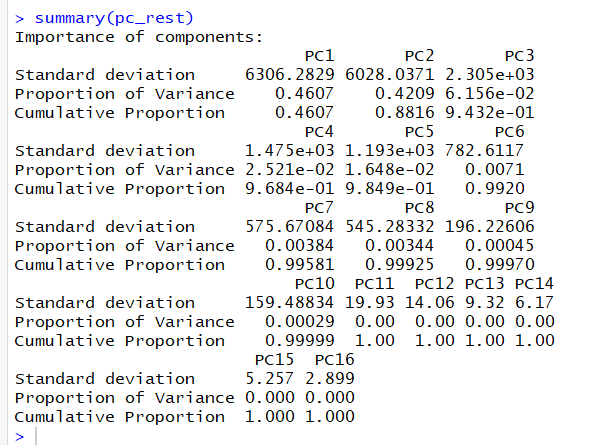 > summary(pc_rest)
Importance of components:
                             PC1       PC2       PC3
Standard deviation     6306.2829 6028.0371 2.305e+03
Proportion of Variance    0.4607    0.4209 6.156e-02
Cumulative Proportion     0.4607    0.8816 9.432e-01
                             PC4       PC5      PC6
Standard deviation     1.475e+03 1.193e+03 782.6117
Proportion of Variance 2.521e-02 1.648e-02   0.0071
Cumulative Proportion  9.684e-01 9.849e-01   0.9920
                             PC7       PC8       PC9
Standard deviation     575.67084 545.28332 196.22606
Proportion of Variance   0.00384   0.00344   0.00045
Cumulative Proportion    0.99581   0.99925   0.99970
                            PC10  PC11  PC12 PC13 PC14
Standard deviation     159.48834 19.93 14.06 9.32 6.17
Proportion of Variance   0.00029  0.00  0.00 0.00 0.00
Cumulative Proportion    0.99999  1.00  1.00 1.00 1.00
                        PC15  PC16
Standard deviation     5.257 2.899
Proportion of Variance 0.000 0.000
Cumulative Proportion  1.000 1.000
>